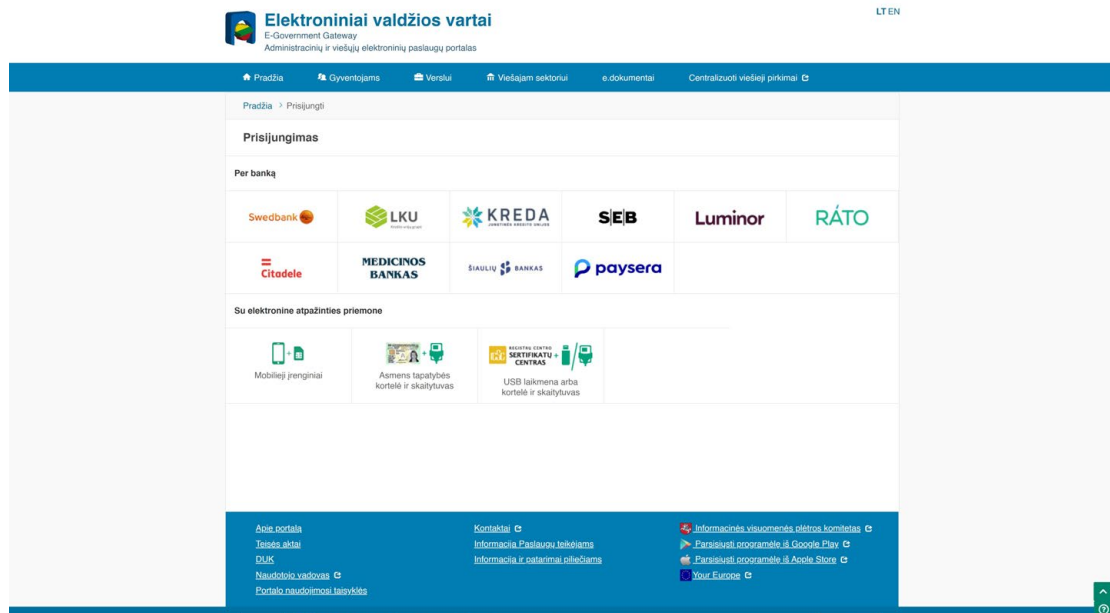 LT EN
Elektroniniai valdžios vartai
E-Government Gateway
Administracinių ir viešųjų elektroninių paslaugų portalas
Pradžia Gyventojams Verslui Viešajam sektoriui e.dokumentai Centralizuoti viešieji pirkimai
Pradžia > Prisijungti
Prisijungimas
Per banką
Swedbank LKU KREDA SEB Luminor RÁTO
Citadele MEDICINOS BANKAS ŠIAULIŲ BANKAS paysera
Su elektronine atpažinties priemone
Mobilieji įrenginiai
Asmens tapatybės
kortelė ir skaitytuvas
REGISTRŲ CENTRO
SERTIFIKATŲ
CENTRAS
USB laikmena arba
kortelė ir skaitytuvas
Apie portalą
Teisės aktai
DUK
Naudotojo vadovas
Portalo naudojimosi taisyklės
Kontaktai
Informacija Paslaugų teikėjams
Informacija ir patarimai piliečiams
Informacinės visuomenės plėtros komitetas
Parsisiųsti programėlę iš Google Play
Parsisiųsti programėlę iš Apple Store
Your Europe